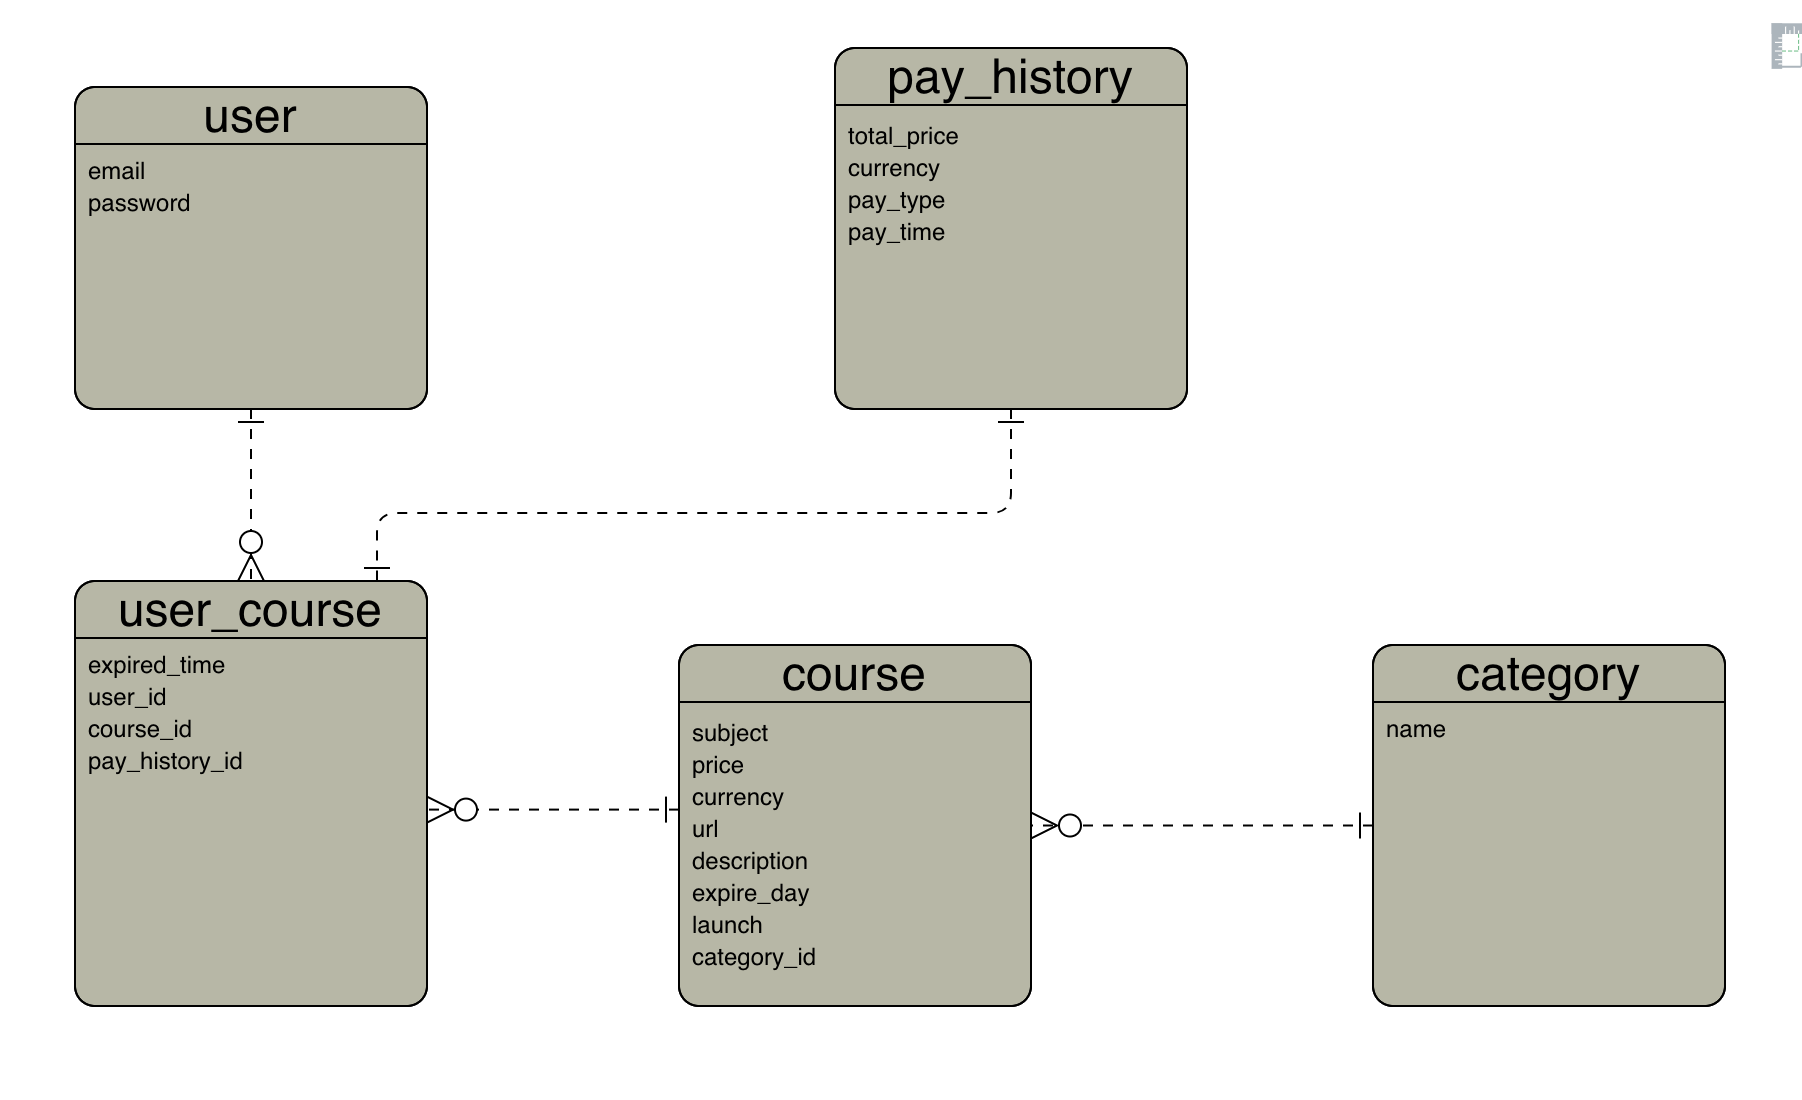 user
email
password
pay_history
total_price
currency
pay_type
pay_time
user_course
expired_time
user_id
course_id
pay_history_id
course
subject
price
currency
url
description
expire_day
launch
category_id
category
name